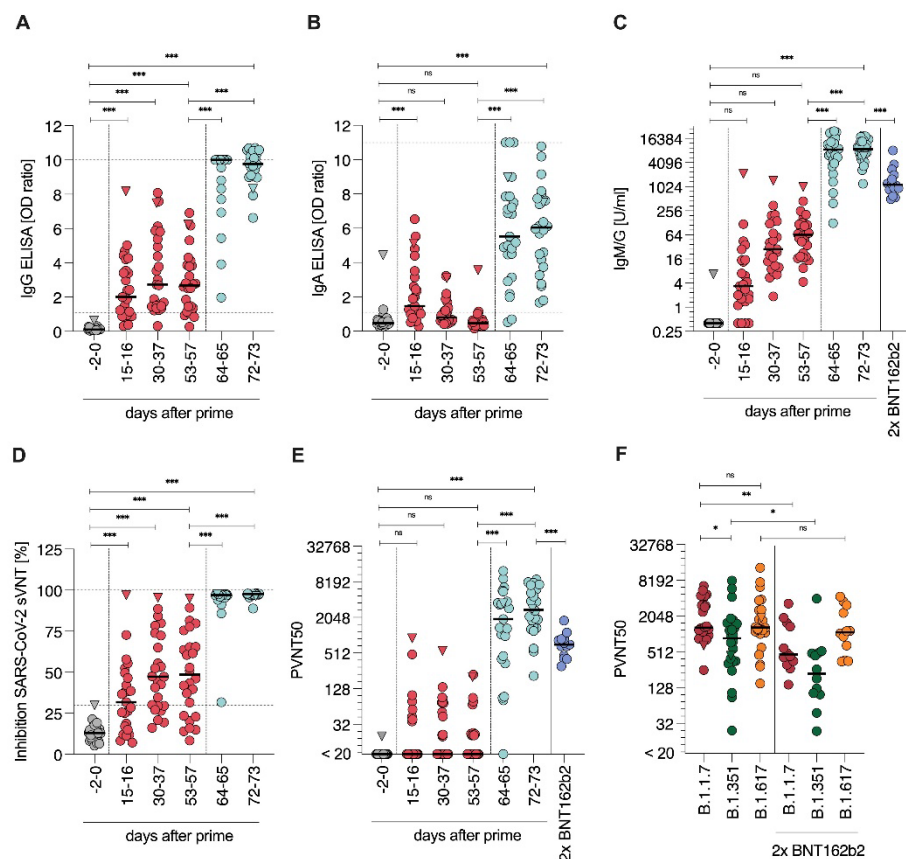 A
***
***
***
***
***
***
IgG ELISA [OD ratio]
12
10
8
6
4
2
0
-2-0
15-16
30-37
53-57
64-65
72-73
days after prime
B
***
ns
ns
***
***
***
IgA ELISA [OD ratio]
12
10
8
6
4
2
0
-2-0
15-16
30-37
53-57
64-65
72-73
days after prime
C
***
ns
ns
***
ns
***
***
IgM/G [U/ml]
16384
4096
1024
256
64
16
4
1
0.25
-2-0
15-16
30-37
53-57
64-65
72-73
2x BNT162b2
days after prime
D
***
***
***
***
***
***
Inhibition SARS-CoV-2 sVNT [%]
125
100
75
50
25
0
-2-0
15-16
30-37
53-57
64-65
72-73
days after prime
E
***
ns
ns
***
ns
***
***
PVNT50
32768
8192
2048
512
128
32
< 20
-2-0
15-16
30-37
53-57
64-65
72-73
2x BNT162b2
days after prime
F
ns
**
*
*
ns
PVNT50
32768
8192
2048
512
128
32
< 20
B.1.1.7
B.1.351
B.1.617
B.1.1.7
B.1.351
B.1.617
2x BNT162b2